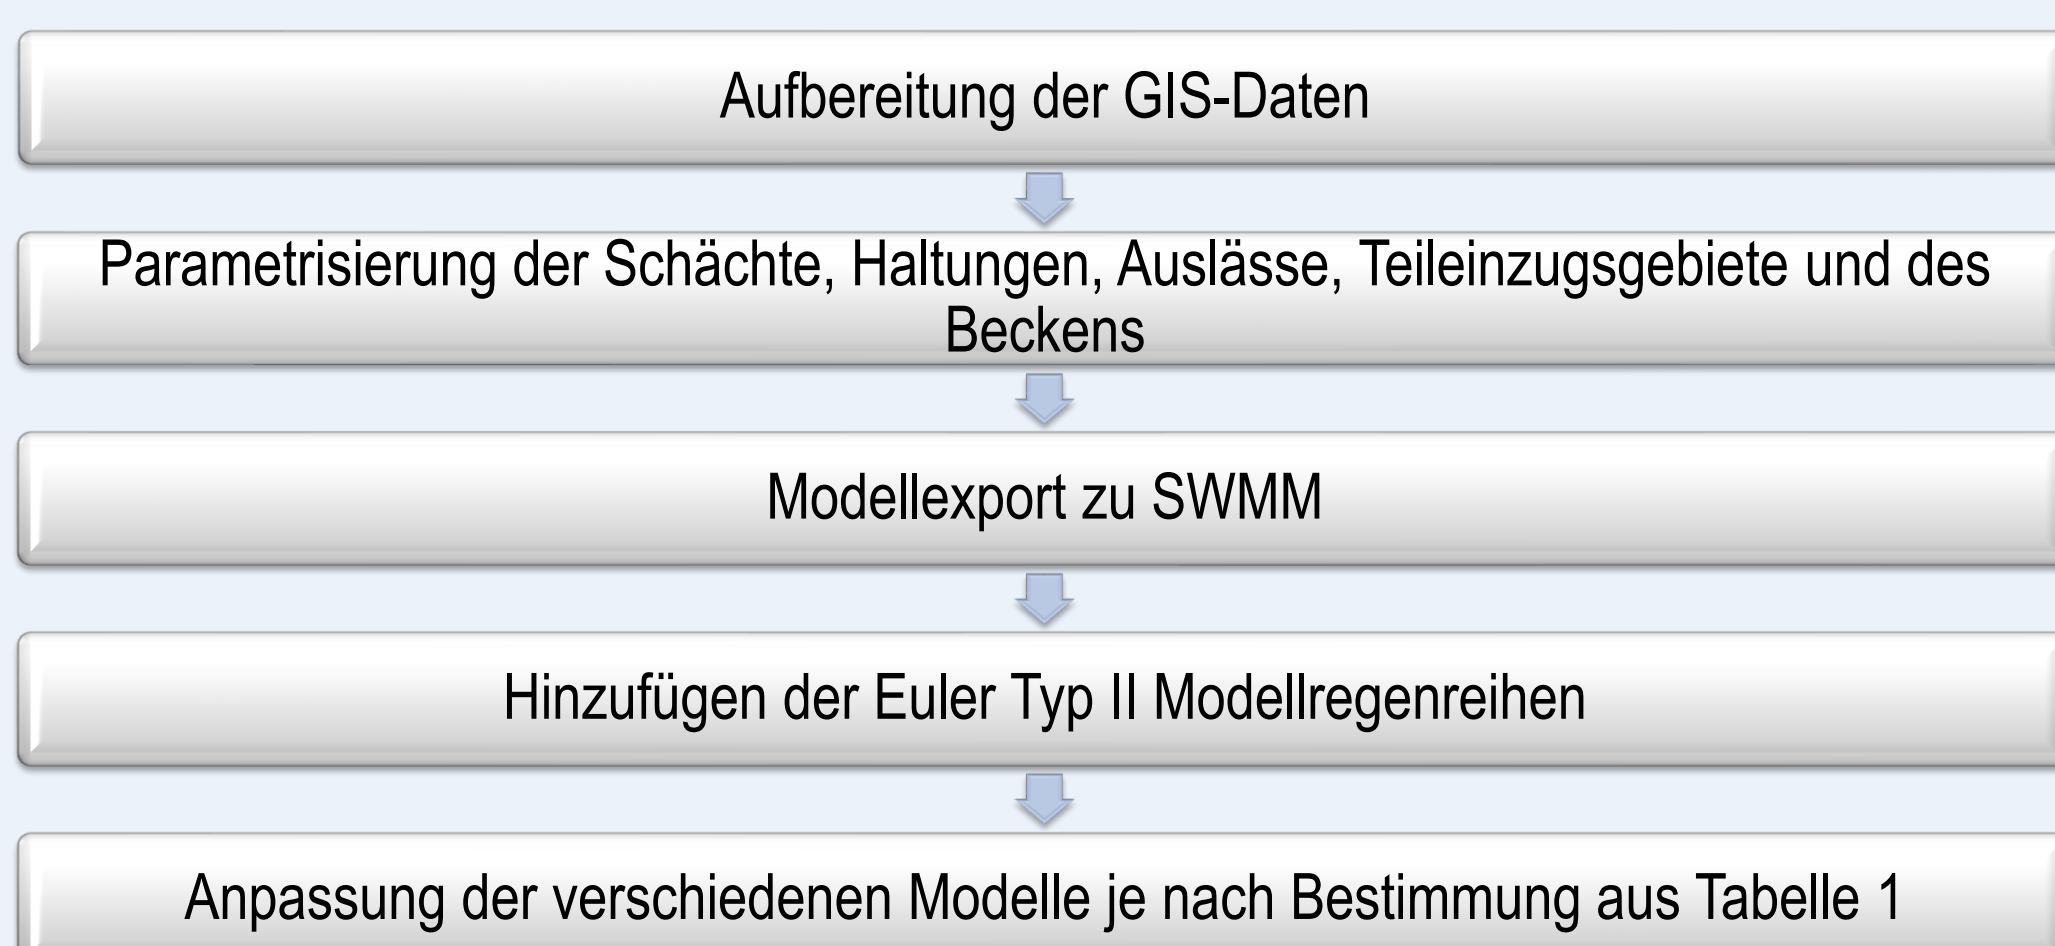 Aufbereitung der GIS-Daten
Parametrisierung der Schächte, Haltungen, Auslässe, Teileinzugsgebiete und des
Beckens
Modellexport zu SWMM
Hinzufügen der Euler Typ II Modellregenreihen
Anpassung der verschiedenen Modelle je nach Bestimmung aus Tabelle 1